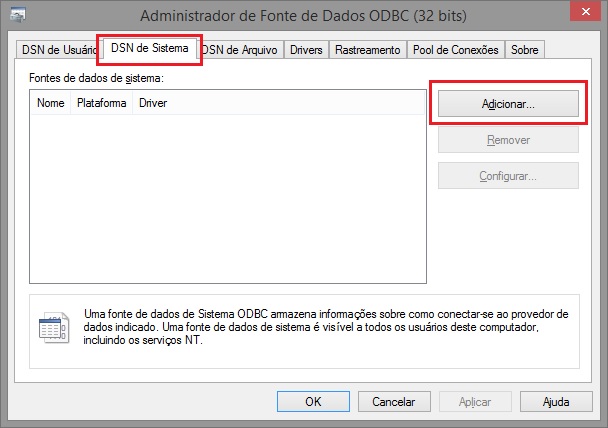 Administrador de Fonte de Dados ODBC (32 bits)
DSN de Usuário DSN de Sistema DSN de Arquivo Drivers Rastreamento Pool de Conexões Sobre
Fontes de dados de sistema:
Nome Plataforma Driver
Adicionar...
Remover
Configurar...
Uma fonte de dados de Sistema ODBC armazena informações sobre como conectar-se ao provedor de
dados indicado. Uma fonte de dados de sistema é visível a todos os usuários deste computador,
incluindo os serviços NT.
OK Cancelar Aplicar Ajuda